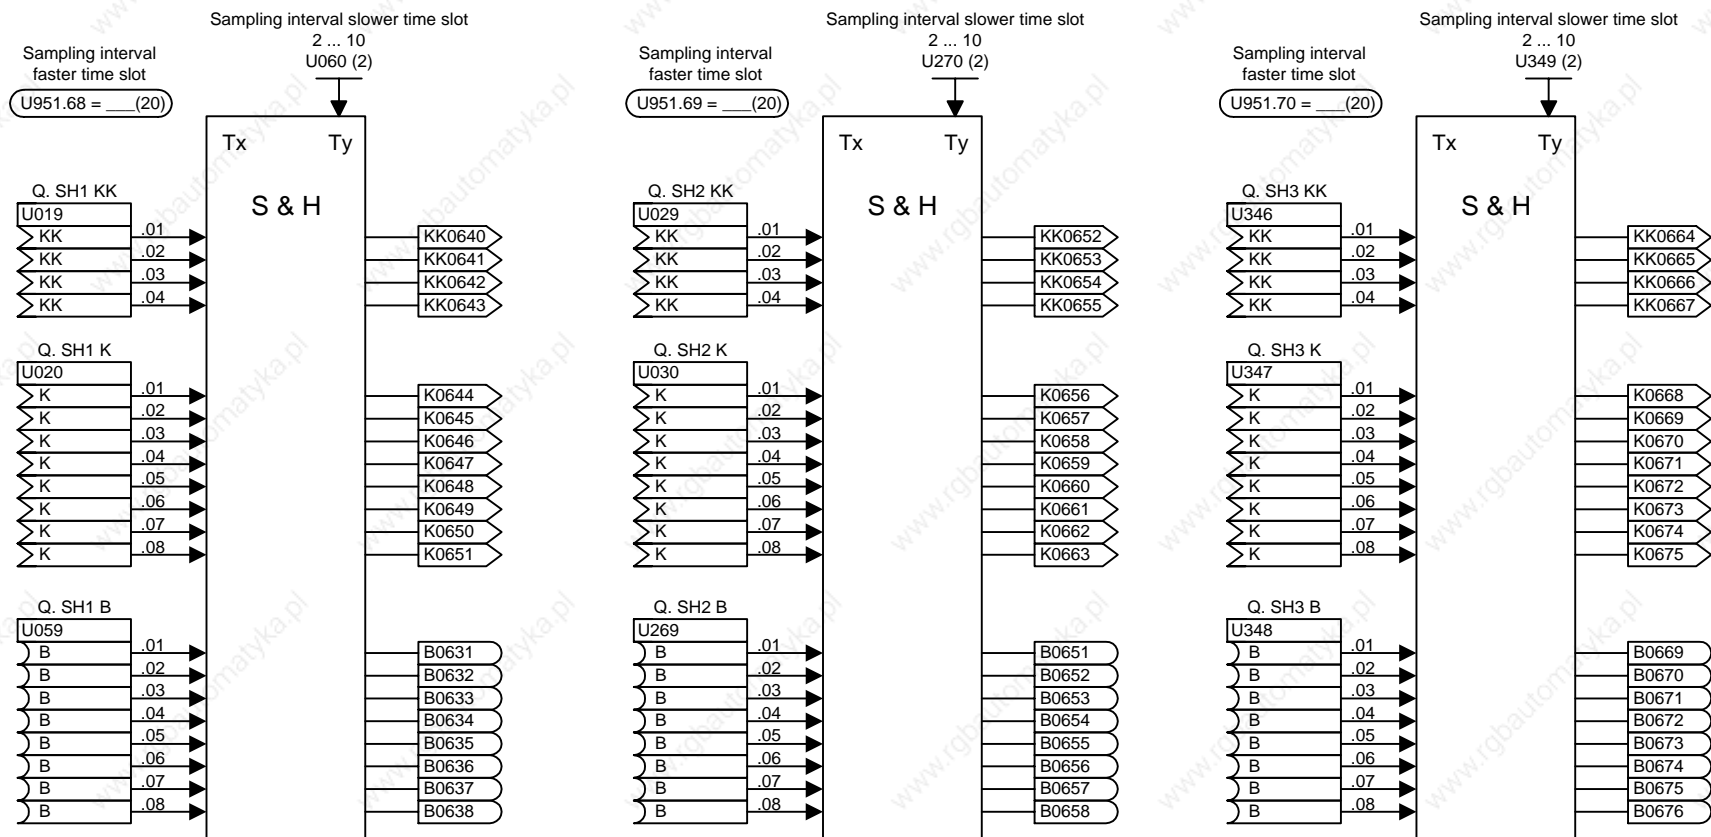 Sampling interval slower time slot
2 ... 10
U060 (2)
Sampling interval
faster time slot
U951.68 = ___(20)
Tx Ty
S & H
Q. SH1 KK
U019
KK .01 KK0640
KK .02 KK0641
KK .03 KK0642
KK .04 KK0643
Q. SH1 K
U020
K .01 K0644
K .02 K0645
K .03 K0646
K .04 K0647
K .05 K0648
K .06 K0649
K .07 K0650
K .08 K0651
Q. SH1 B
U059
B .01 B0631
B .02 B0632
B .03 B0633
B .04 B0634
B .05 B0635
B .06 B0636
B .07 B0637
B .08 B0638
Sampling interval slower time slot
2 ... 10
U270 (2)
Sampling interval
faster time slot
U951.69 = ___(20)
Tx Ty
S & H
Q. SH2 KK
U029
KK .01 KK0652
KK .02 KK0653
KK .03 KK0654
KK .04 KK0655
Q. SH2 K
U030
K .01 K0656
K .02 K0657
K .03 K0658
K .04 K0659
K .05 K0660
K .06 K0661
K .07 K0662
K .08 K0663
Q. SH2 B
U269
B .01 B0651
B .02 B0652
B .03 B0653
B .04 B0654
B .05 B0655
B .06 B0656
B .07 B0657
B .08 B0658
Sampling interval slower time slot
2 ... 10
U349 (2)
Sampling interval
faster time slot
U951.70 = ___(20)
Tx Ty
S & H
Q. SH3 KK
U346
KK .01 KK0664
KK .02 KK0665
KK .03 KK0666
KK .04 KK0667
Q. SH3 K
U347
K .01 K0668
K .02 K0669
K .03 K0670
K .04 K0671
K .05 K0672
K .06 K0673
K .07 K0674
K .08 K0675
Q. SH3 B
U348
B .01 B0669
B .02 B0670
B .03 B0671
B .04 B0672
B .05 B0673
B .06 B0674
B .07 B0675
B .08 B0676
www.rgbautomatyka.pl